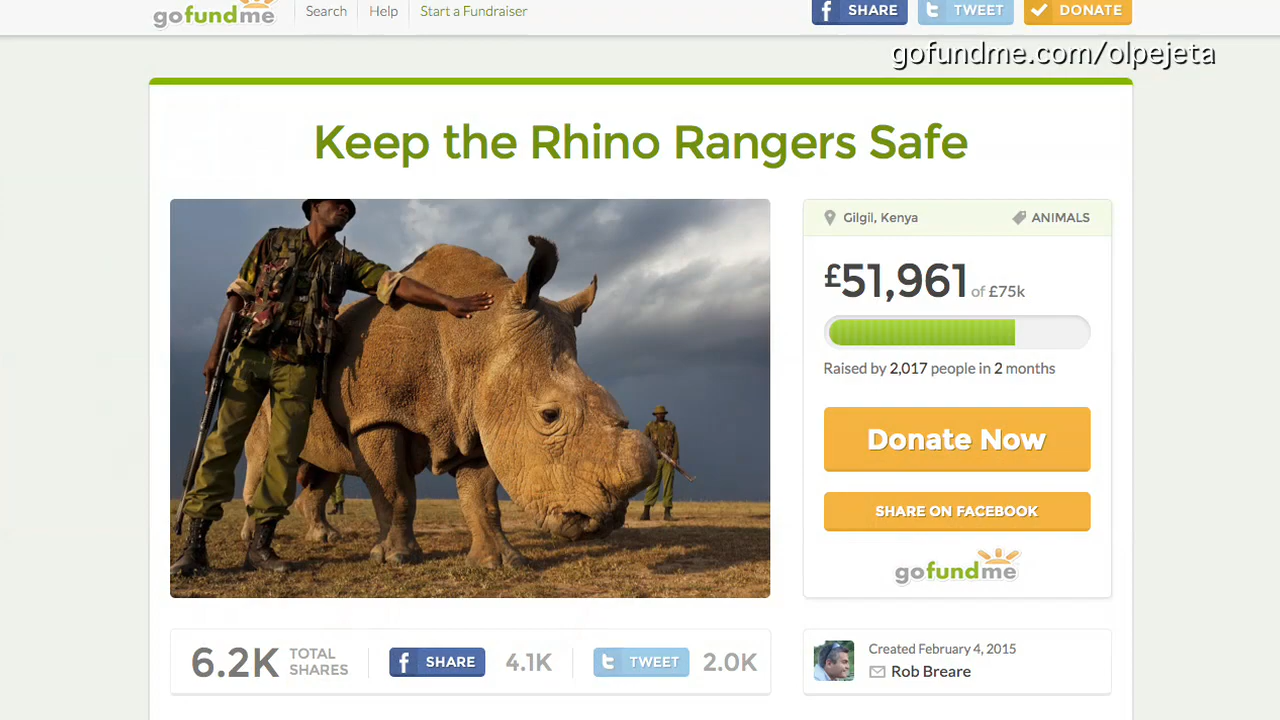 gofundme
Search
Help
Start a Fundraiser
SHARE
TWEET
DONATE
gofundme.com/olpejeta
Keep the Rhino Rangers Safe
Gilgil, Kenya
ANIMALS
£51,961 of £75k
Raised by 2,017 people in 2 months
Donate Now
SHARE ON FACEBOOK
gofundme
6.2K
TOTAL
SHARES
SHARE
4.1K
TWEET
2.0K
Created February 4, 2015
Rob Breare